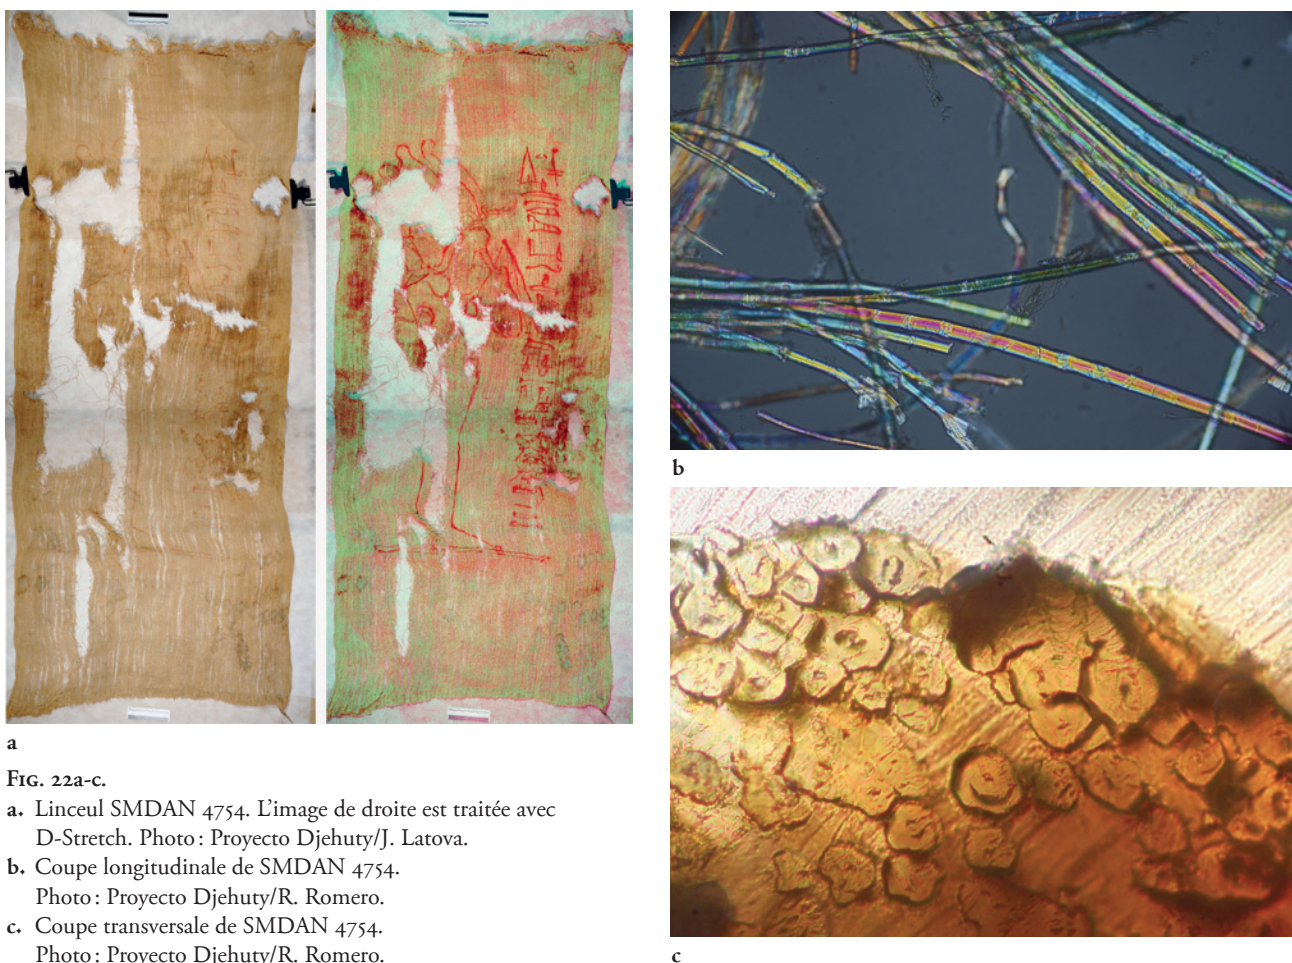 a
b
c
Fig. 22a-c.
a. Linceul SMDAN 4754. L’image de droite est traitée avec
D-Stretch. Photo : Proyecto Djehuty/J. Latova.
b. Coupe longitudinale de SMDAN 4754.
Photo : Proyecto Djehuty/R. Romero.
c. Coupe transversale de SMDAN 4754.
Photo : Proyecto Djehuty/R. Romero.